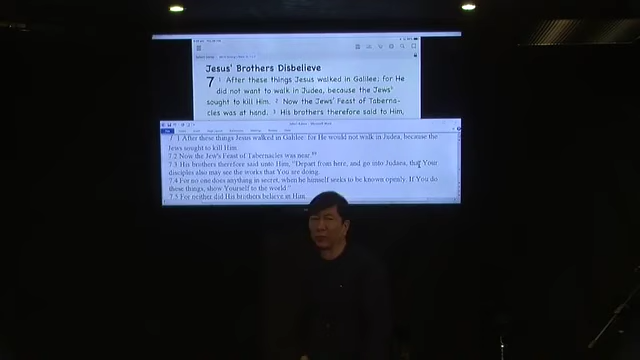 Jesus' Brothers Disbelieve
7 1 After these things Jesus walked in Galilee; for He
did not want to walk in Judea, because the Jews
sought to kill Him. 2 Now the Jews' Feast of Taberna-
cles was at hand. 3 His brothers therefore said to Him,
7 1 After these things Jesus walked in Galilee: for He would not walk in Judea, because the
Jews sought to kill Him.
7.2 Now the Jew's Feast of Tabernacles was near.
7.3 His brothers therefore said unto Him, "Depart from here, and go into Judaea, that Your
disciples also may see the works that You are doing.
7.4 For no one does anything in secret, when he himself seeks to be known openly. If You do
these things, show Yourself to the world."
7.5 For neither did His brothers believe in Him.